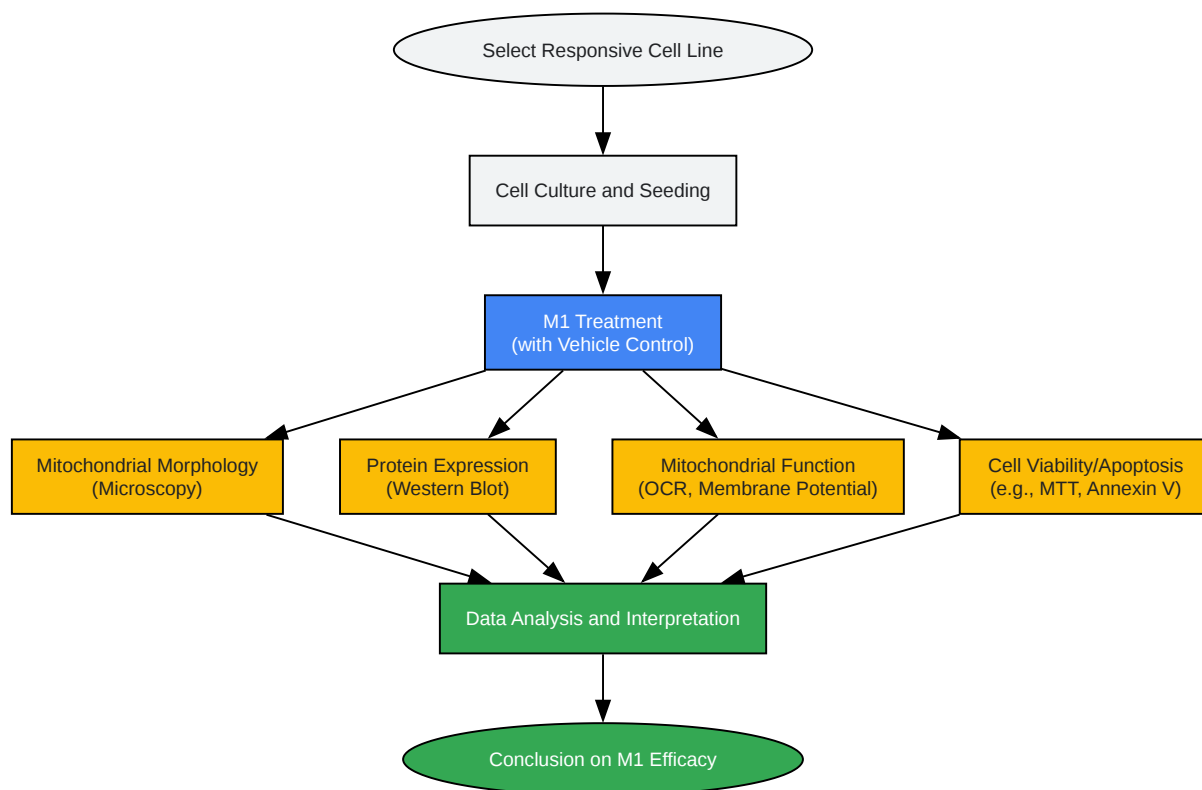 Select Responsive Cell Line
Cell Culture and Seeding
M1 Treatment
(with Vehicle Control)
Mitochondrial Morphology
(Microscopy)
Protein Expression
(Western Blot)
Mitochondrial Function
(OCR, Membrane Potential)
Cell Viability/Apoptosis
(e.g., MTT, Annexin V)
Data Analysis and Interpretation
Conclusion on M1 Efficacy